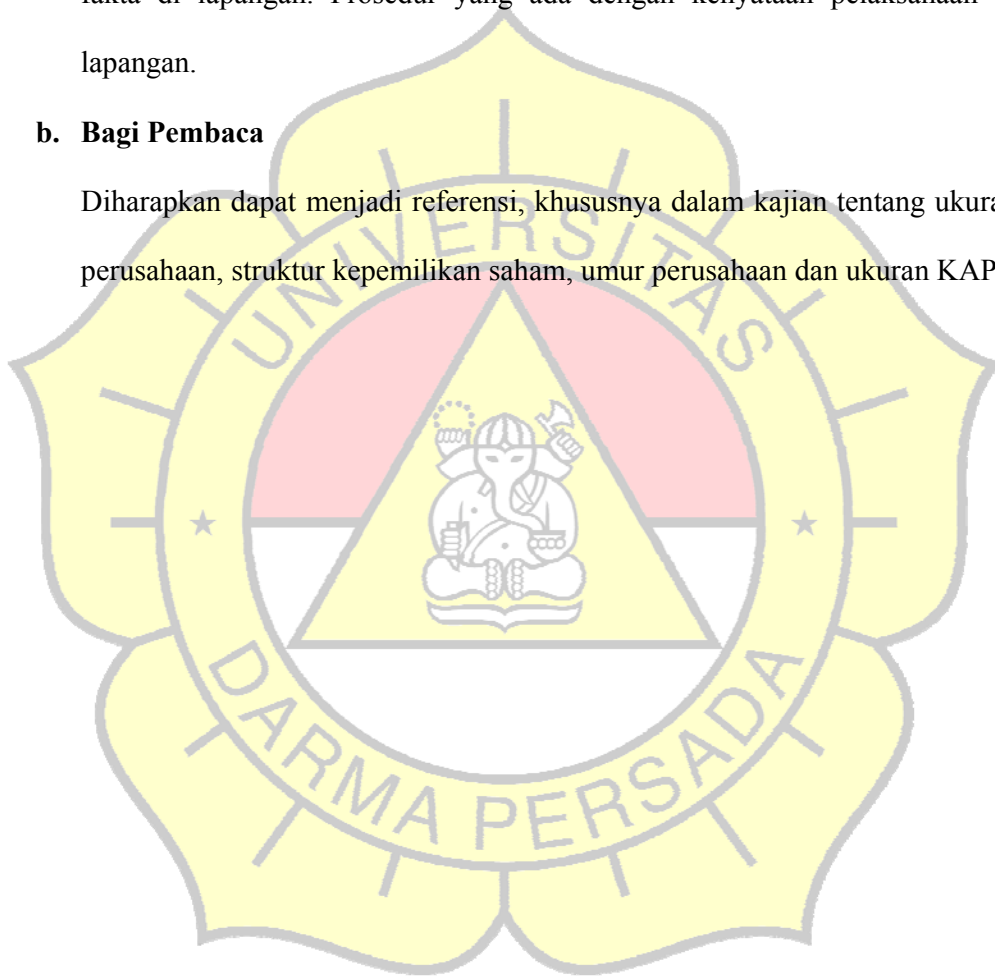 fakta di lapangan. Prosedur yang ada dengan kenyataan pelaksanaan
lapangan.
b. Bagi Pembaca
Diharapkan dapat menjadi referensi, khususnya dalam kajian tentang
perusahaan, struktur kepemilikan saham, umur perusahaan dan ukuran KAP
UNIVERSITAS
DARMA PERSADA